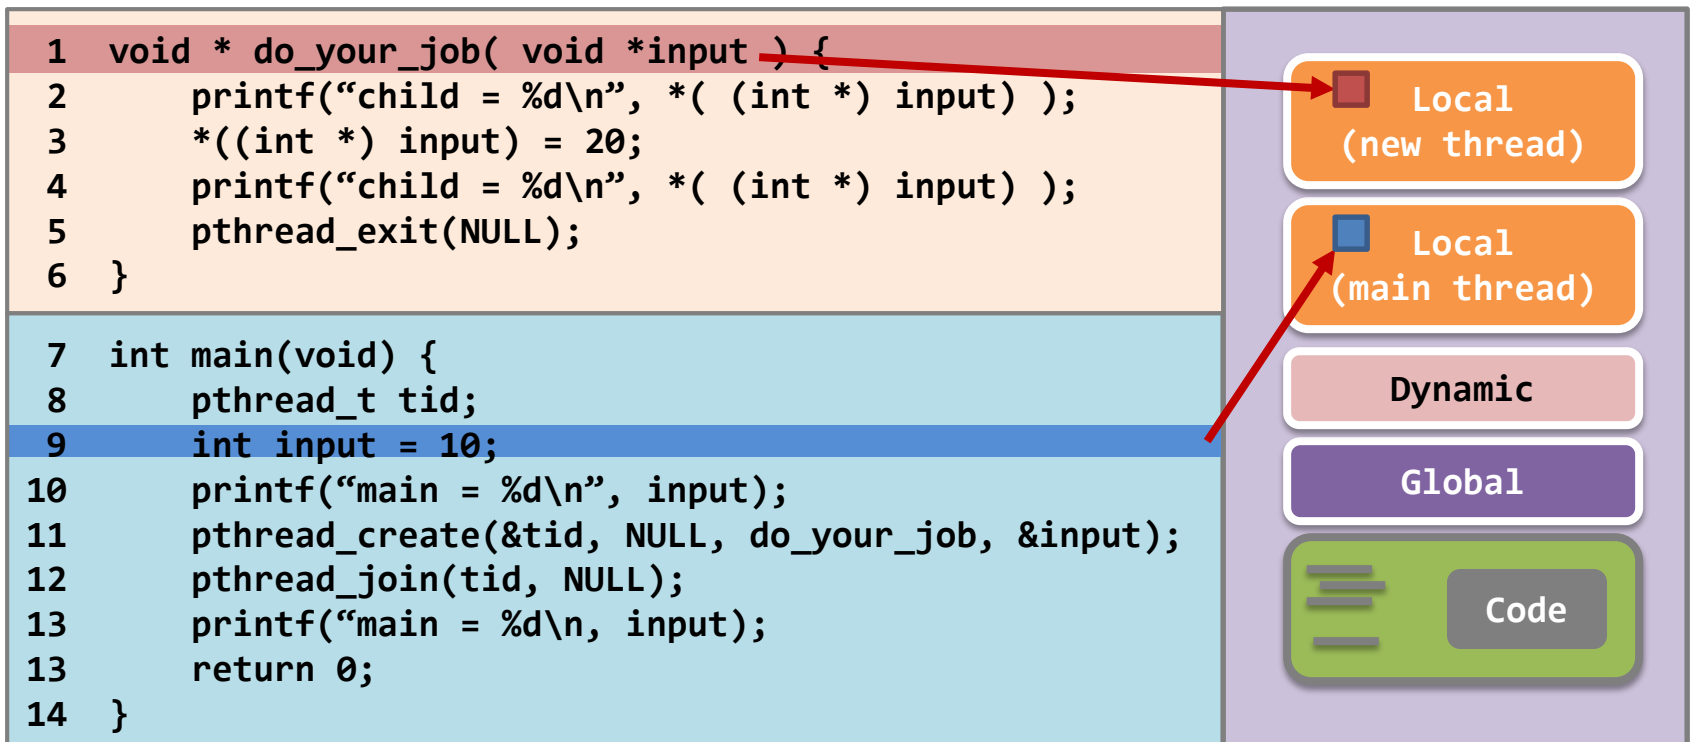 1 void * do_your_job( void *input ) {
2 printf(“child = %d\n”, *( (int *) input) );
3 *((int *) input) = 20;
4 printf(“child = %d\n”, *( (int *) input) );
5 pthread_exit(NULL);
6 }
7 int main(void) {
8 pthread_t tid;
9 int input = 10;
10 printf(“main = %d\n”, input);
11 pthread_create(&tid, NULL, do_your_job, &input);
12 pthread_join(tid, NULL);
13 printf(“main = %d\n, input);
13 return 0;
14 }
Local
(new thread)
Local
(main thread)
Dynamic
Global
Code